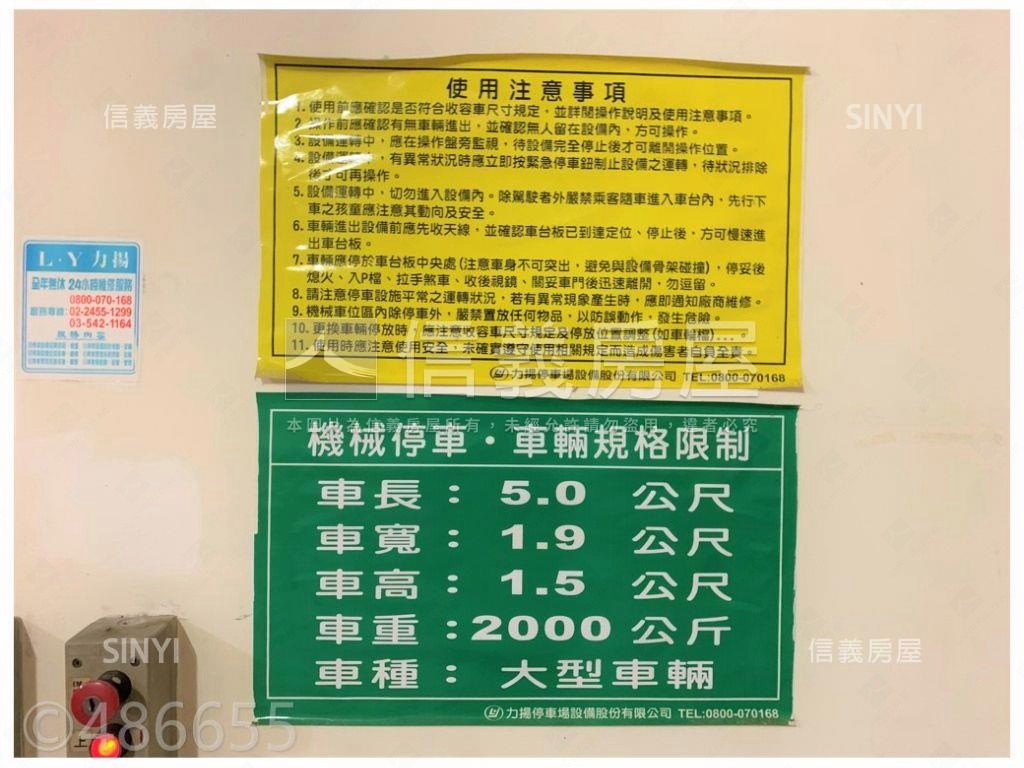 使用注意事項
1. 使用前應確認是否符合收容車尺寸規定，並詳閱操作說明及使用注意事項。
2. 操作前應確認有無車輛進出，並確認無人留在設備內，方可操作。
3. 設備運轉中，應在操作盤旁監視，待設備完全停止後才可離開操作位置。
4. 設備運轉中，有異常狀況時應立即按緊急停車鈕制止設備之運轉，待狀況排除
後才可再操作。
5. 設備運轉中，切勿進入設備內。除駕駛者外嚴禁乘客隨車進入車台內，先行下
車之孩童應注意其動向及安全。
6. 車輛進出設備前應先收天線，並確認車台板已到達定位、停止後，方可慢速進
出車台板。
7. 車輛應停於車台板中央處(注意車身不可突出，避免與設備骨架碰撞)，停妥後
熄火、入P檔、拉手煞車、收後視鏡、關妥車門後迅速離開，勿逗留。
8. 請注意停車設施平常之運轉狀況，若有異常現象產生時，應即通知廠商維修。
9. 機械車位區內除停車外，嚴禁置放任何物品，以防誤動作，發生危險。
10. 更換車輛停放時，應注意收容車尺寸規定及停放位置調整(如車輪檔)....
11. 使用時應注意使用安全，未確實遵守使用相關規定而造成傷害者自負全責
力揚停車場設備股份有限公司 TEL:0800-070168
L·Y 力揚
全年無休 24小時維修服務
0800-070-168
服務專線: 02-2455-1299
03-542-1164
服務內容
機械停車·車輛規格限制
車長： 5.0 公尺
車寬： 1.9 公尺
車高： 1.5 公尺
車重：2000公斤
車種： 大型車輛
力揚停車場設備股份有限公司 TEL:0800-070168
上
信義房屋
SINYI
信義房屋
本圖片為信義房屋所有，未經允許請勿盜用，違者必究
SINYI
信義房屋
©486655